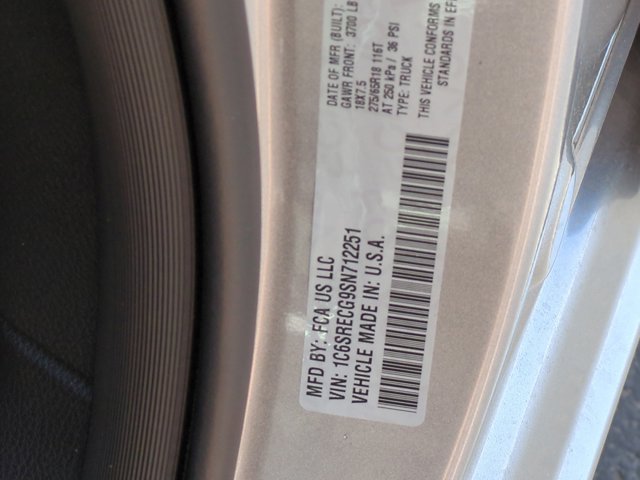 MFD BY: FCA US LLC
VIN: 1C6SRECG9SN712251
VEHICLE MADE IN: U.S.A.
DATE OF MFR (BUILT):
GAWR FRONT: 3700 LB
18X7.5
275/65R18 116T
AT 250 kPa / 36 PSI
TYPE: TRUCK
THIS VEHICLE CONFORMS
STANDARDS IN EF